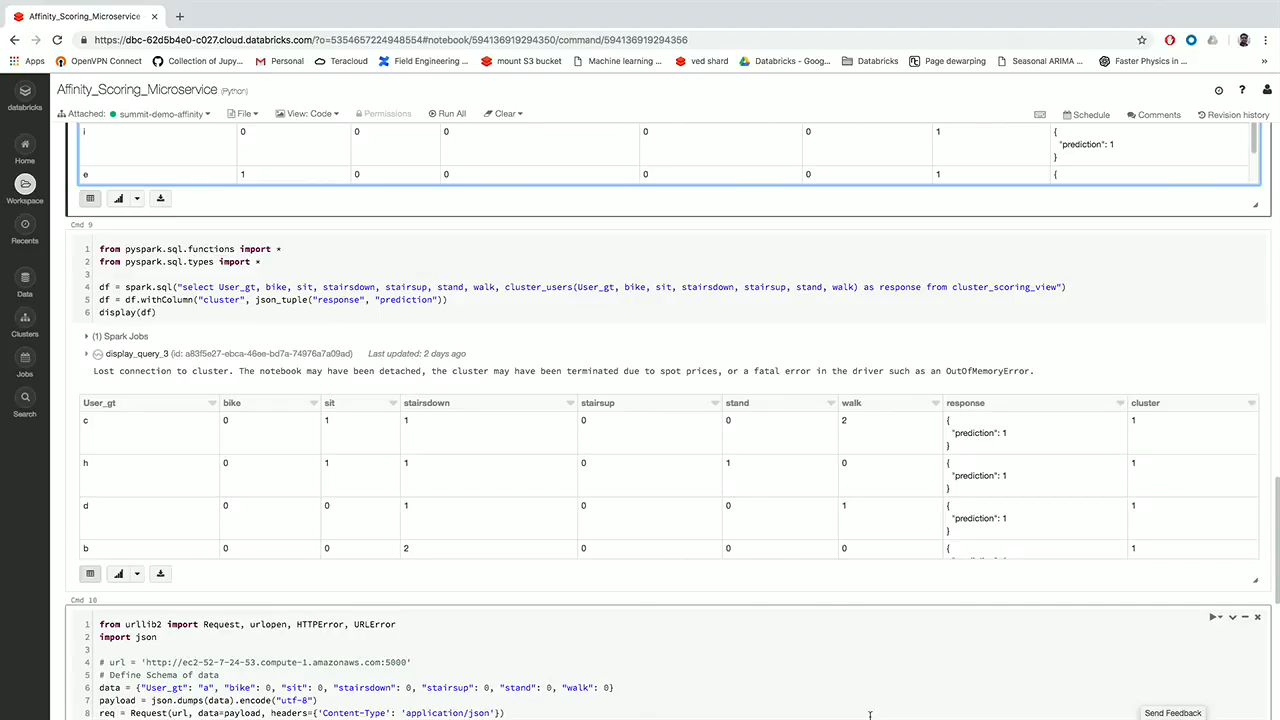 Affinity_Scoring_Microservice
https://dbc-62d5b4e0-c027.cloud.databricks.com/?o=5354657224948554#notebook/594136919294350/command/594136919294356
Apps OpenVPN Connect Collection of Jupy... Personal Teracloud Field Engineering ... mount S3 bucket Machine learning ... ved shard Databricks - Goog... Databricks Page dewarping Seasonal ARIMA ... Faster Physics in ... »
databricks
Home
Workspace
Recents
Data
Clusters
Jobs
Search
Affinity_Scoring_Microservice (Python)
Attached: summit-demo-affinity File View: Code Permissions Run All Clear Schedule Comments Revision history
i 0 0 0 0 0 1 {
"prediction": 1
}
e 1 0 0 0 0 1 {
Cmd 9
1 from pyspark.sql.functions import *
2 from pyspark.sql.types import *
3
4 df = spark.sql("select User_gt, bike, sit, stairsdown, stairsup, stand, walk, cluster_users(User_gt, bike, sit, stairsdown, stairsup, stand, walk) as response from cluster_scoring_view")
5 df = df.withColumn("cluster", json_tuple("response", "prediction"))
6 display(df)
(1) Spark Jobs
display_query_3 (id: a83f5e27-ebca-46ee-bd7a-74976a7a09ad) Last updated: 2 days ago
Lost connection to cluster. The notebook may have been detached, the cluster may have been terminated due to spot prices, or a fatal error in the driver such as an OutOfMemoryError.
User_gt bike sit stairsdown stairsup stand walk response cluster
c 0 1 1 0 0 2 { 1
"prediction": 1
}
h 0 1 1 0 1 0 { 1
"prediction": 1
}
d 0 0 1 0 0 1 { 1
"prediction": 1
}
b 0 0 2 0 0 0 { 1
Cmd 10
1 from urllib2 import Request, urlopen, HTTPError, URLError
2 import json
3
4 # url = 'http://ec2-52-7-24-53.compute-1.amazonaws.com:5000'
5 # Define Schema of data
6 data = {"User_gt": "a", "bike": 0, "sit": 0, "stairsdown": 0, "stairsup": 0, "stand": 0, "walk": 0}
7 payload = json.dumps(data).encode("utf-8")
8 req = Request(url, data=payload, headers={'Content-Type': 'application/json'})
Send Feedback